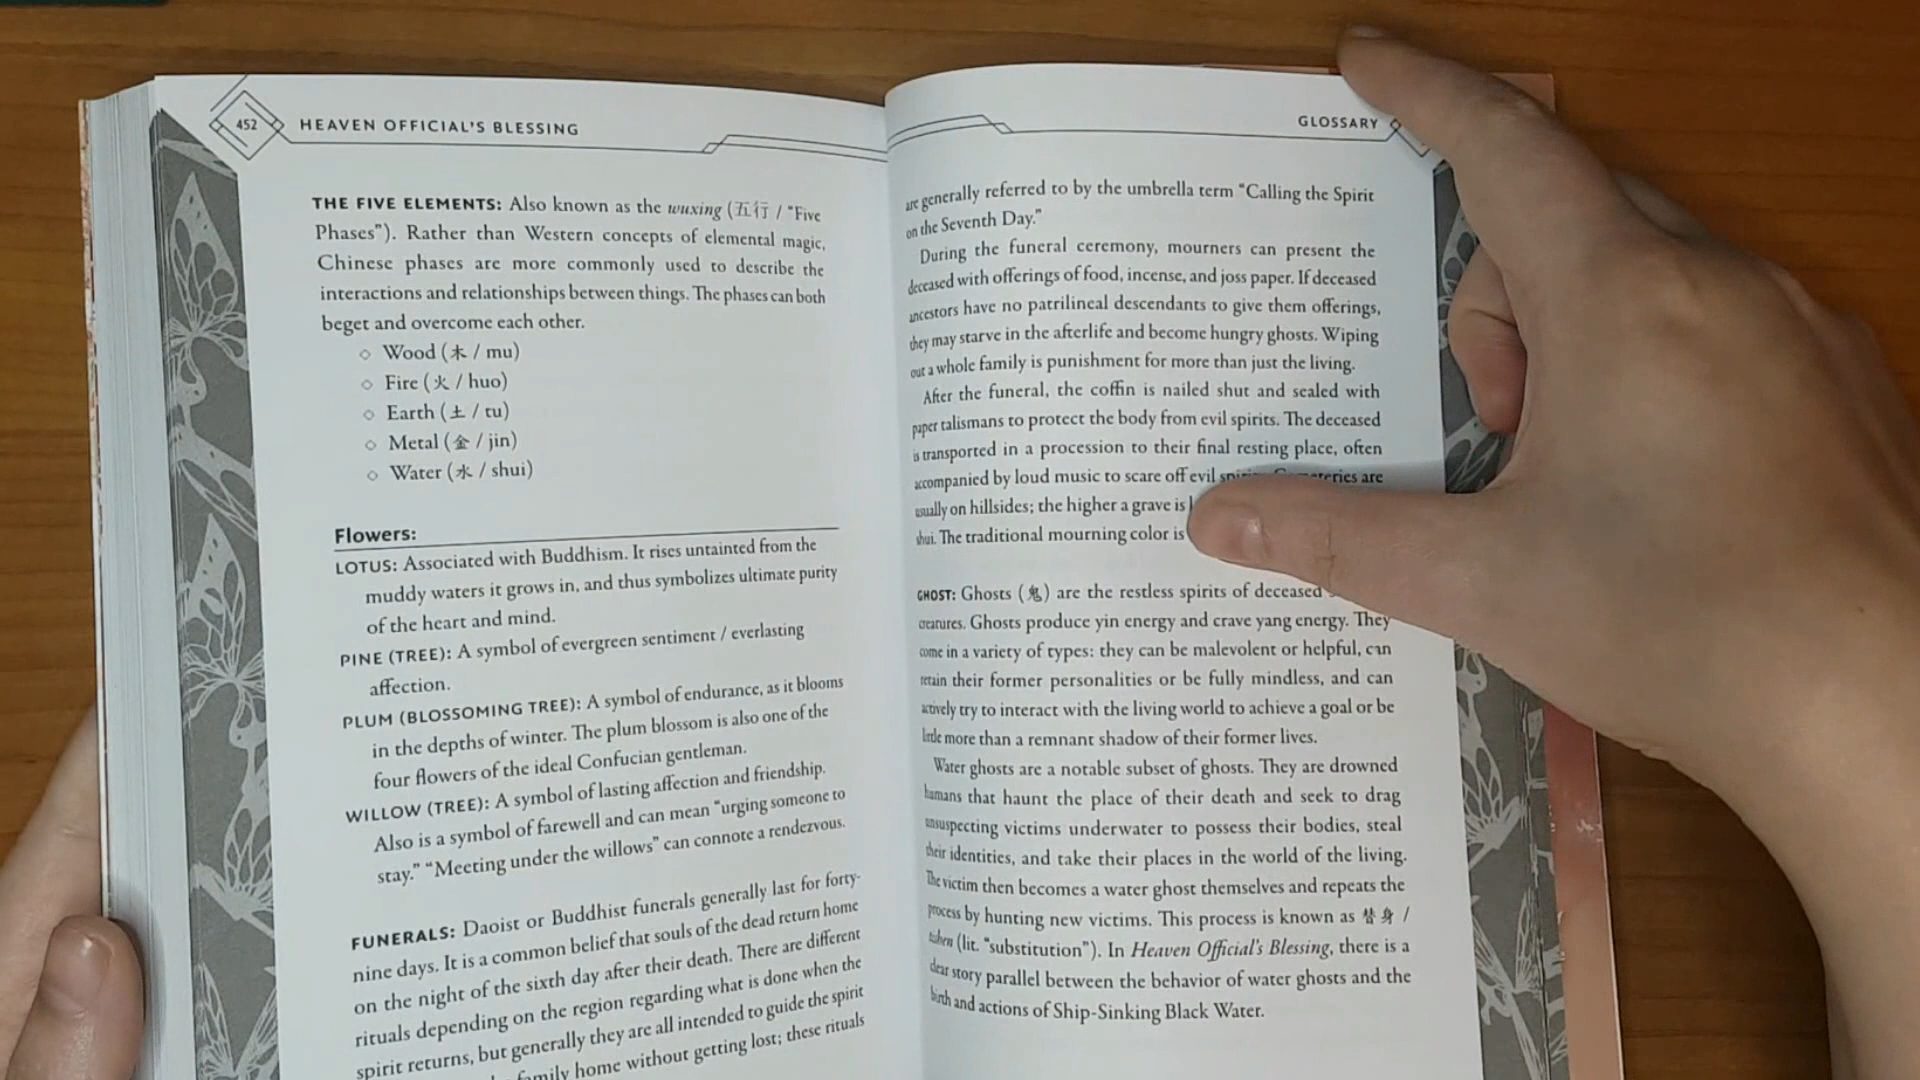 452
HEAVEN OFFICIAL'S BLESSING
THE FIVE ELEMENTS: Also known as the wuxing (五行 / "Five
Phases"). Rather than Western concepts of elemental magic,
Chinese phases are more commonly used to describe the
interactions and relationships between things. The phases can both
beget and overcome each other.
◇ Wood (木 / mu)
◇ Fire (火 / huo)
◇ Earth (土 / tu)
◇ Metal (金 / jin)
◇ Water (水 / shui)
Flowers:
LOTUS: Associated with Buddhism. It rises untainted from the
muddy waters it grows in, and thus symbolizes ultimate purity
of the heart and mind.
PINE (TREE): A symbol of evergreen sentiment / everlasting
affection.
PLUM (BLOSSOMING TREE): A symbol of endurance, as it blooms
in the depths of winter. The plum blossom is also one of the
four flowers of the ideal Confucian gentleman.
WILLOW (TREE): A symbol of lasting affection and friendship.
Also is a symbol of farewell and can mean "urging someone to
stay." "Meeting under the willows" can connote a rendezvous.
FUNERALS: Daoist or Buddhist funerals generally last for forty-
nine days. It is a common belief that souls of the dead return home
on the night of the sixth day after their death. There are different
rituals depending on the region regarding what is done when the
spirit returns, but generally they are all intended to guide the spirit
family home without getting lost; these rituals
GLOSSARY
are generally referred to by the umbrella term "Calling the Spirit
on the Seventh Day."
During the funeral ceremony, mourners can present the
deceased with offerings of food, incense, and joss paper. If deceased
ancestors have no patrilineal descendants to give them offerings,
they may starve in the afterlife and become hungry ghosts. Wiping
out a whole family is punishment for more than just the living.
After the funeral, the coffin is nailed shut and sealed with
paper talismans to protect the body from evil spirits. The deceased
is transported in a procession to their final resting place, often
accompanied by loud music to scare off evil are
usually on hillsides; the higher a grave is
shui. The traditional mourning color is
GHOST: Ghosts (鬼) are the restless spirits of deceased
creatures. Ghosts produce yin energy and crave yang energy. They
come in a variety of types: they can be malevolent or helpful, can
retain their former personalities or be fully mindless, and can
actively try to interact with the living world to achieve a goal or be
little more than a remnant shadow of their former lives.
Water ghosts are a notable subset of ghosts. They are drowned
humans that haunt the place of their death and seek to drag
unsuspecting victims underwater to possess their bodies, steal
their identities, and take their places in the world of the living.
The victim then becomes a water ghost themselves and repeats the
process by hunting new victims. This process is known as 替身 /
(lit. "substitution"). In Heaven Official's Blessing, there is a
clear story parallel between the behavior of water ghosts and the
birth and actions of Ship-Sinking Black Water.